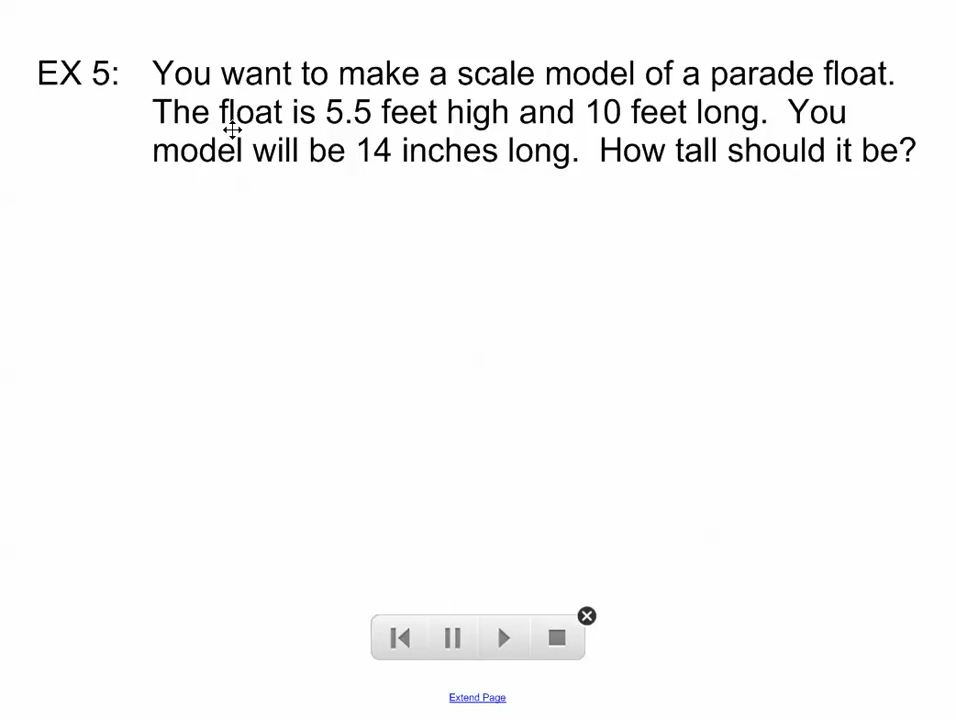 EX 5: You want to make a scale model of a parade float.
The float is 5.5 feet high and 10 feet long. You
model will be 14 inches long. How tall should it be?
Extend Page